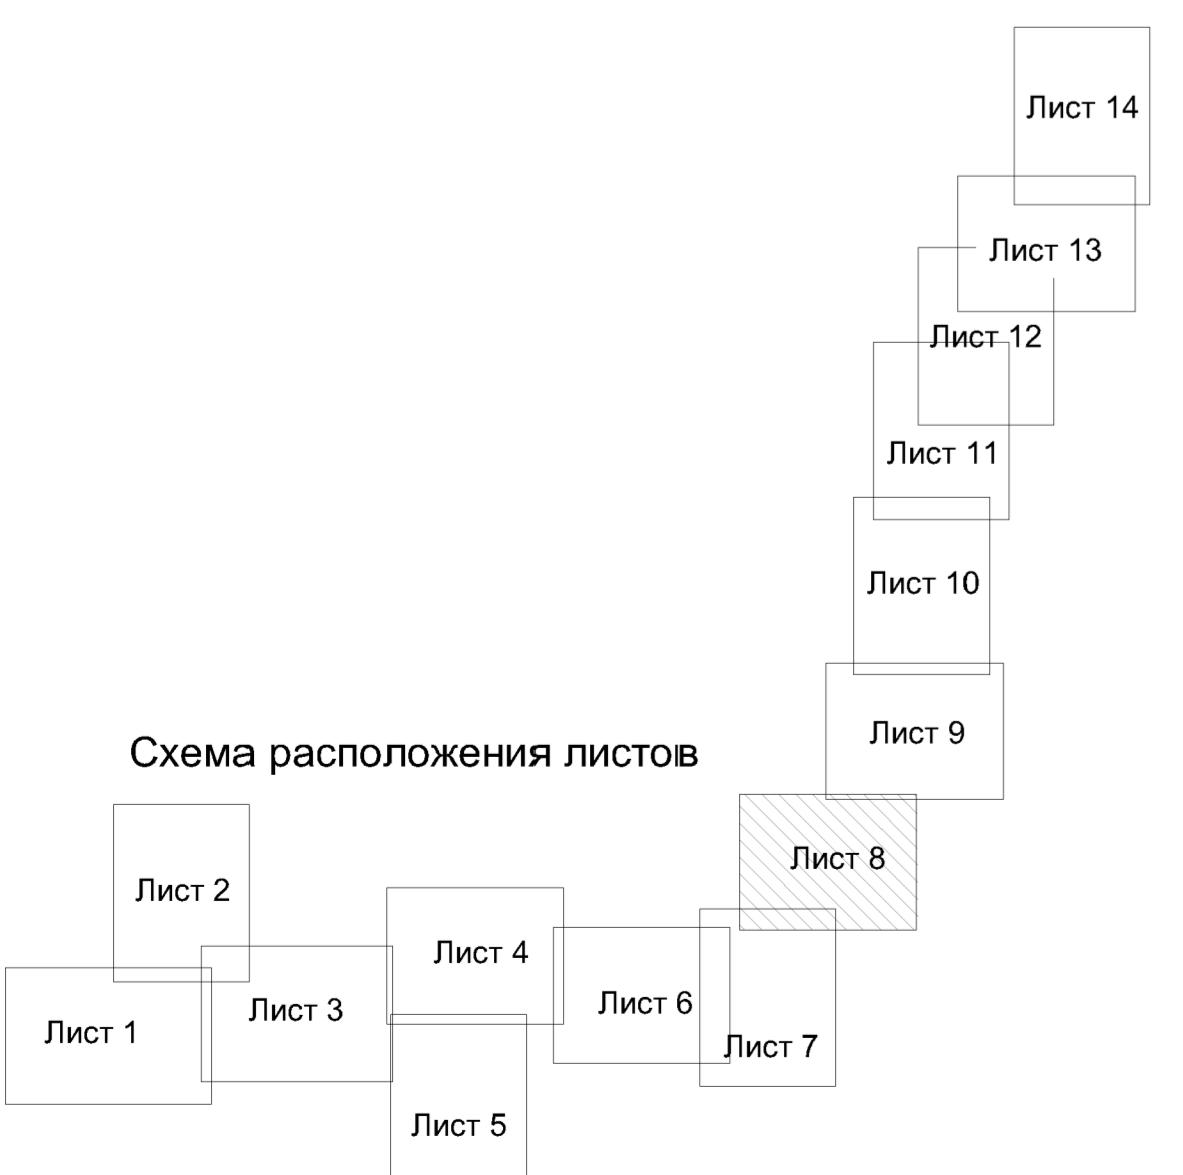 Лист 14
Лист 13
Лист 12
Лист 11
Лист 10
Лист 9
Схема расположения листов
Лист 8
Лист 2
Лист 4
Лист 6
Лист 3
Лист 1
Лист 7
Лист 5